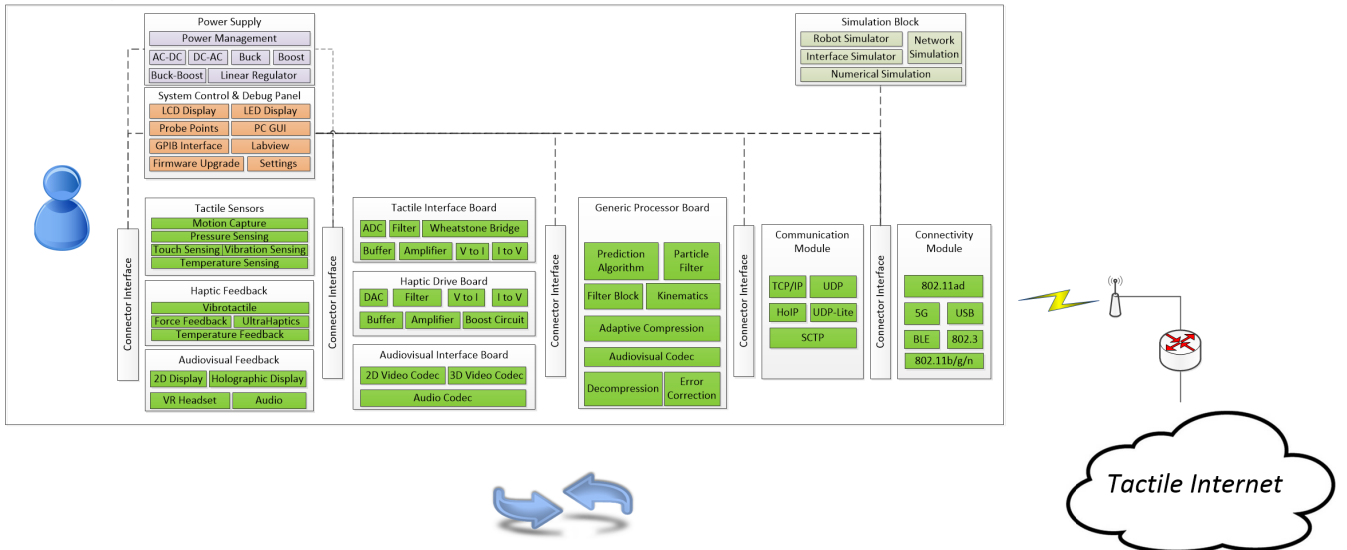 Power Supply
Power Management
AC-DC DC-AC Buck Boost
Buck-Boost Linear Regulator
System Control & Debug Panel
LCD Display LED Display
Probe Points PC GUI
GPIB Interface Labview
Firmware Upgrade Settings
Simulation Block
Robot Simulator
Network
Simulation
Interface Simulator
Numerical Simulation
Connector Interface
Tactile Sensors
Motion Capture
Pressure Sensing
Touch Sensing Vibration Sensing
Temperature Sensing
Haptic Feedback
Vibrotactile
Force Feedback UltraHaptics
Temperature Feedback
Audiovisual Feedback
2D Display Holographic Display
VR Headset Audio
Connector Interface
Tactile Interface Board
ADC Filter Wheatstone Bridge
Buffer Amplifier V to I I to V
Haptic Drive Board
DAC Filter V to I I to V
Buffer Amplifier Boost Circuit
Audiovisual Interface Board
2D Video Codec 3D Video Codec
Audio Codec
Connector Interface
Generic Processor Board
Prediction
Algorithm
Particle
Filter
Filter Block Kinematics
Adaptive Compression
Audiovisual Codec
Decompression
Error
Correction
Connector Interface
Communication
Module
TCP/IP UDP
HoIP UDP-Lite
SCTP
Connector Interface
Connectivity
Module
802.11ad
5G USB
BLE 802.3
802.11b/g/n
Tactile Internet